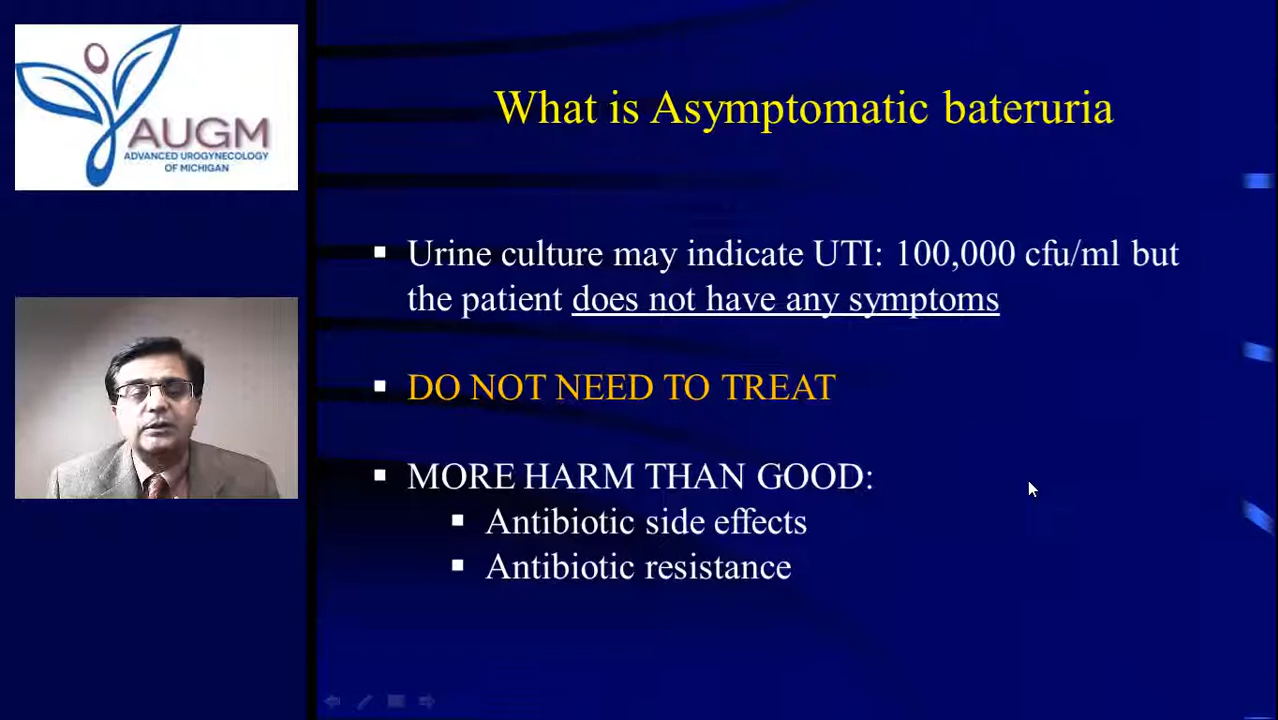 AUGM
ADVANCED UROGYNECOLOGY
OF MICHIGAN
What is Asymptomatic bateruria
▪ Urine culture may indicate UTI: 100,000 cfu/ml but
the patient does not have any symptoms
▪ DO NOT NEED TO TREAT
▪ MORE HARM THAN GOOD:
▪ Antibiotic side effects
▪ Antibiotic resistance